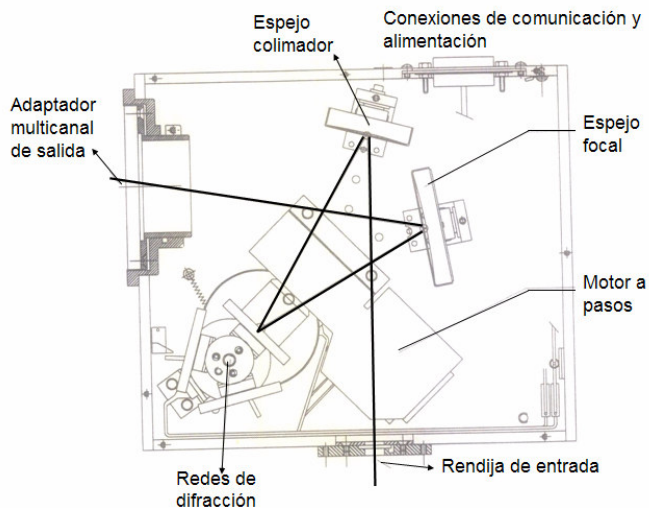 Espejo
colimador
Conexiones de comunicación y
alimentación
Adaptador
multicanal
de salida
Espejo
focal
Motor a
pasos
Redes de
difracción
Rendija de entrada